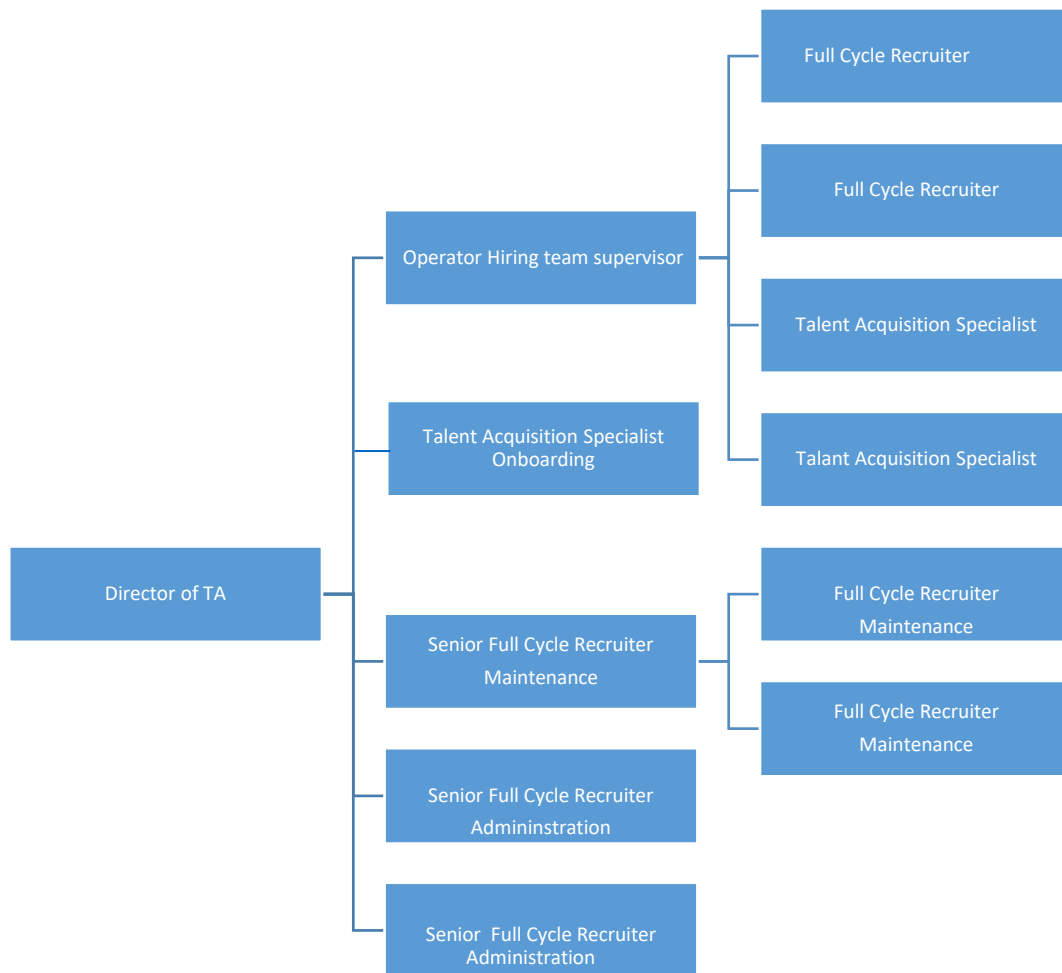 Full Cycle Recruiter
Full Cycle Recruiter
Operator Hiring team supervisor
Talent Acquisition Specialist
Talent Acquisition Specialist
Onboarding
Talant Acquisition Specialist
Director of TA
Full Cycle Recruiter
Maintenance
Senior Full Cycle Recruiter
Maintenance
Full Cycle Recruiter
Maintenance
Senior Full Cycle Recruiter
Admininstration
Senior  Full Cycle Recruiter
Administration